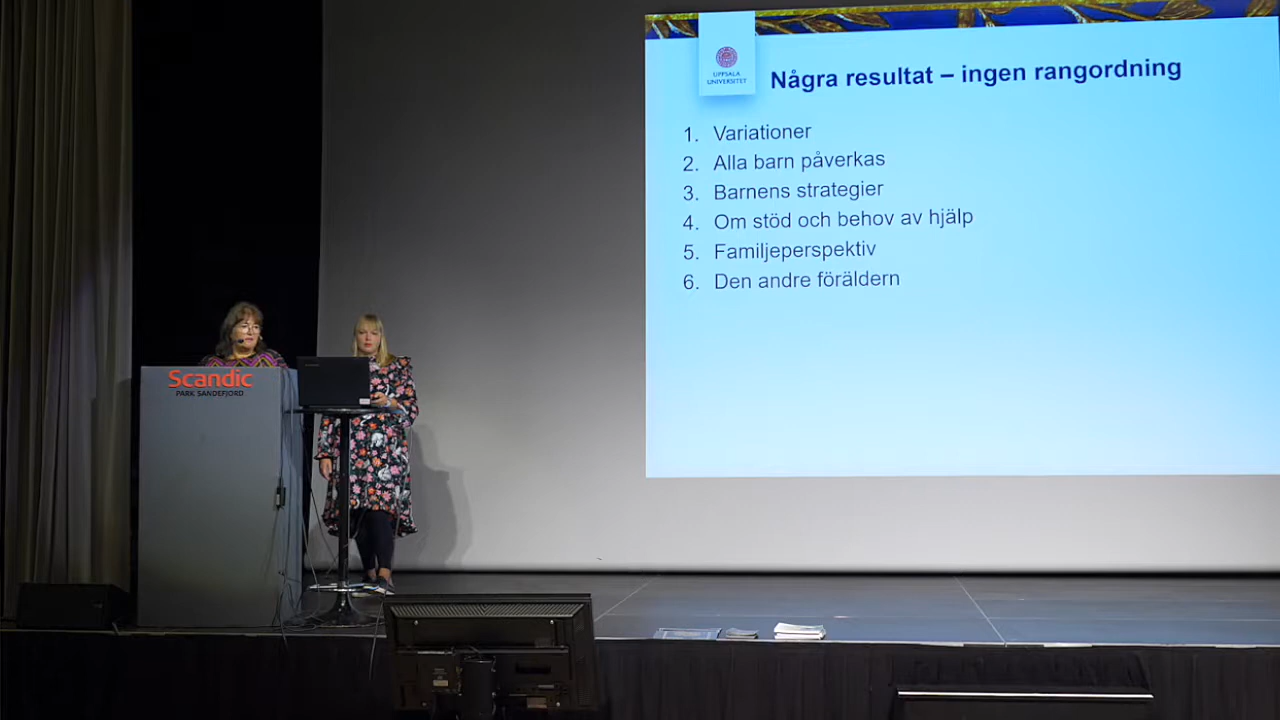 UPPSALA
UNIVERSITET
Några resultat – ingen rangordning
1. Variationer
2. Alla barn påverkas
3. Barnens strategier
4. Om stöd och behov av hjälp
5. Familjeperspektiv
6. Den andre föräldern
Scandic
PARK SANDEFJORD